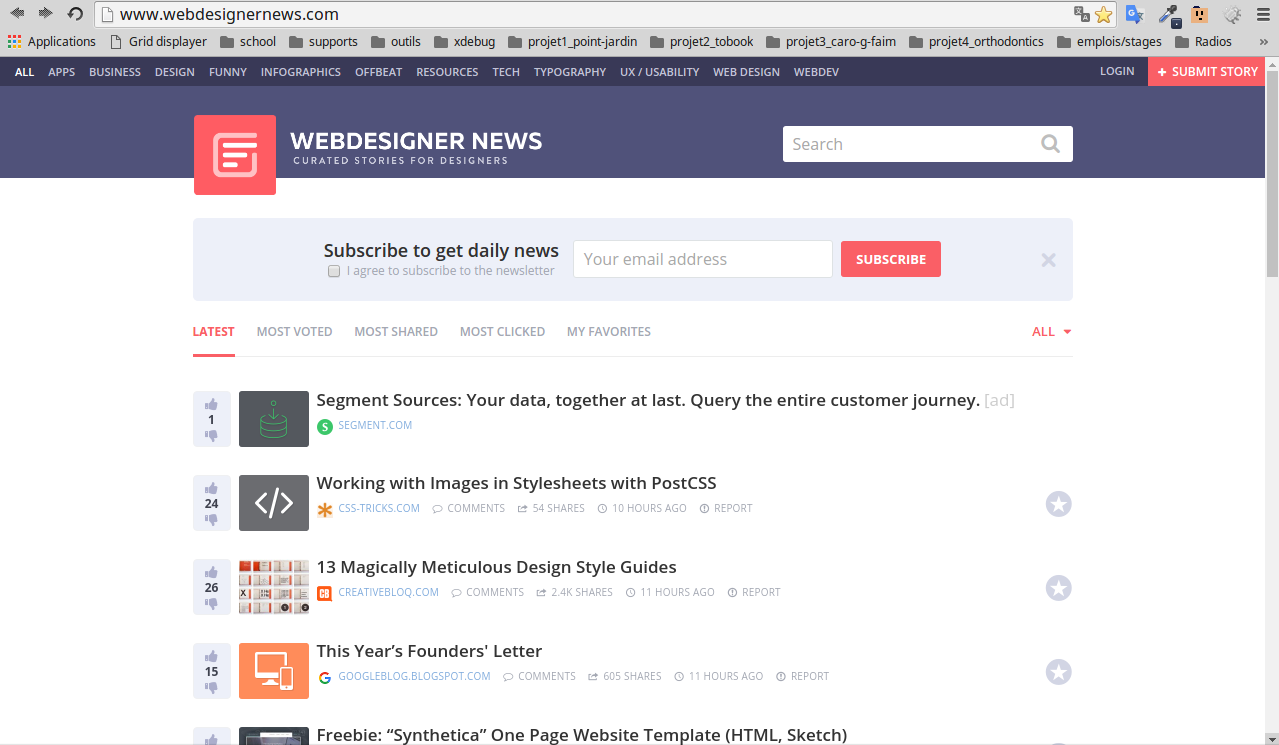 www.webdesignernews.com
Applications Grid displayer school supports outils xdebug projet1_point-jardin projet2_tobook projet3_caro-g-faim projet4_orthodontics emplois/stages Radios »
ALL APPS BUSINESS DESIGN FUNNY INFOGRAPHICS OFFBEAT RESOURCES TECH TYPOGRAPHY UX / USABILITY WEB DESIGN WEBDEV LOGIN + SUBMIT STORY
WEBDESIGNER NEWS
CURATED STORIES FOR DESIGNERS
Search
Subscribe to get daily news
I agree to subscribe to the newsletter
Your email address
SUBSCRIBE
LATEST MOST VOTED MOST SHARED MOST CLICKED MY FAVORITES ALL
1
Segment Sources: Your data, together at last. Query the entire customer journey. [ad]
S SEGMENT.COM
24
</>
Working with Images in Stylesheets with PostCSS
CSS-TRICKS.COM COMMENTS 54 SHARES 10 HOURS AGO REPORT
26
13 Magically Meticulous Design Style Guides
CB CREATIVEBLOQ.COM COMMENTS 2.4K SHARES 11 HOURS AGO REPORT
15
This Year’s Founders' Letter
G GOOGLEBLOG.BLOGSPOT.COM COMMENTS 605 SHARES 11 HOURS AGO REPORT
Freebie: “Synthetica” One Page Website Template (HTML, Sketch)